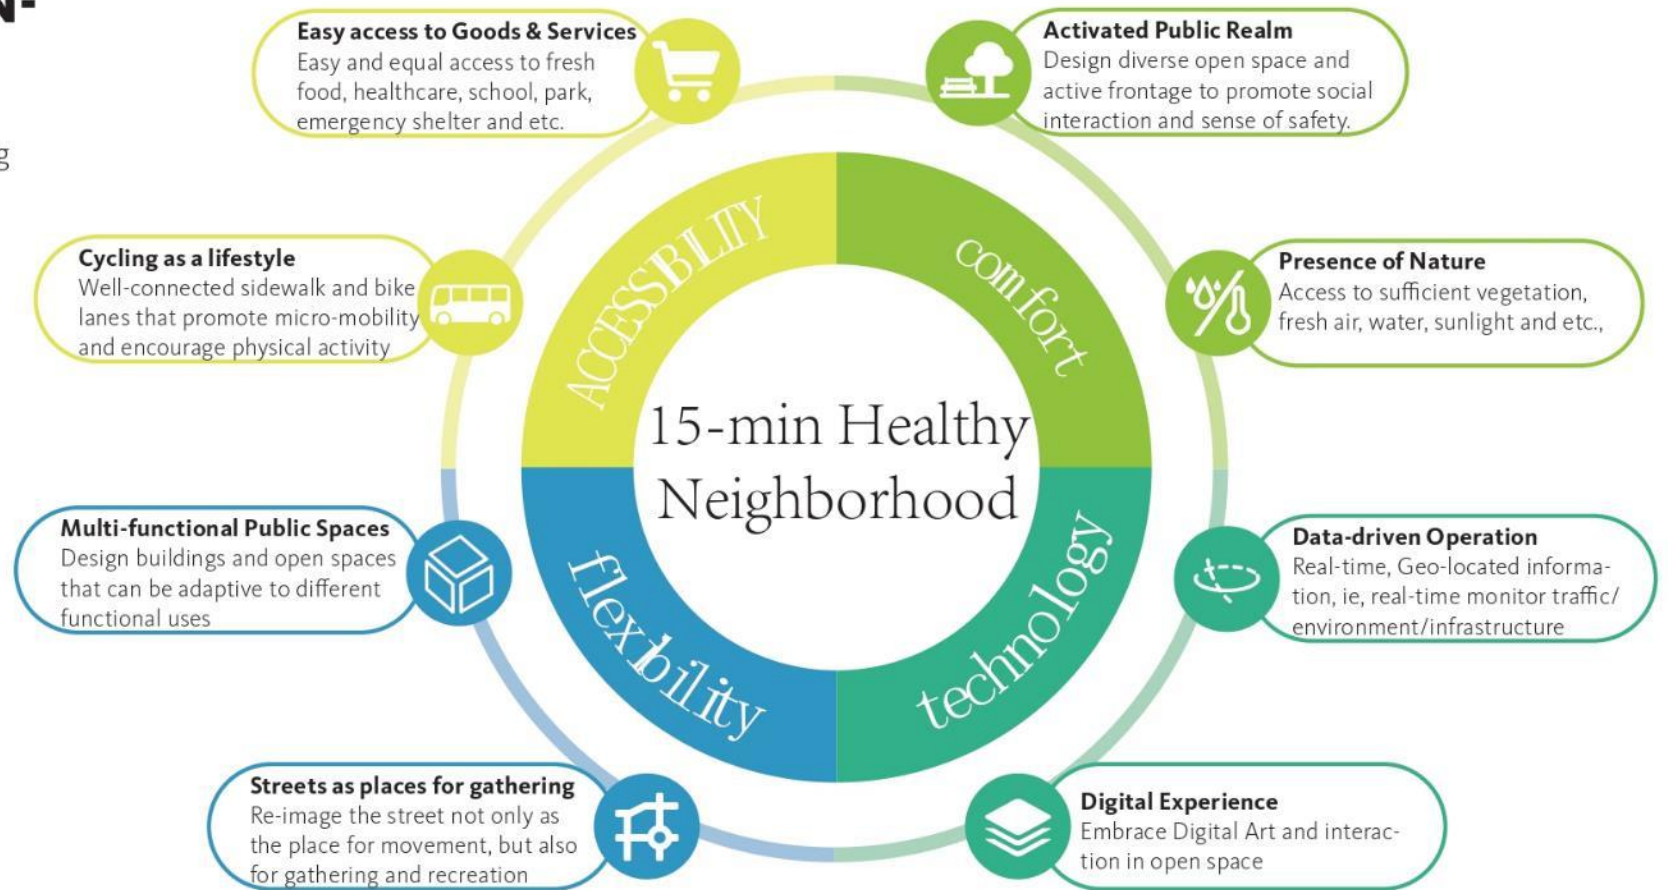 N-
g
Easy access to Goods & Services
Easy and equal access to fresh
food, healthcare, school, park,
emergency shelter and etc.
Activated Public Realm
Design diverse open space and
active frontage to promote social
interaction and sense of safety.
Cycling as a lifestyle
Well-connected sidewalk and bike
lanes that promote micro-mobility
and encourage physical activity
Presence of Nature
Access to sufficient vegetation,
fresh air, water, sunlight and etc.,
ACCESSIBILITY
comfort
15-min Healthy
Neighborhood
flexibility
technology
Multi-functional Public Spaces
Design buildings and open spaces
that can be adaptive to different
functional uses
Data-driven Operation
Real-time, Geo-located informa-
tion, ie, real-time monitor traffic/
environment/infrastructure
Streets as places for gathering
Re-image the street not only as
the place for movement, but also
for gathering and recreation
Digital Experience
Embrace Digital Art and interac-
tion in open space